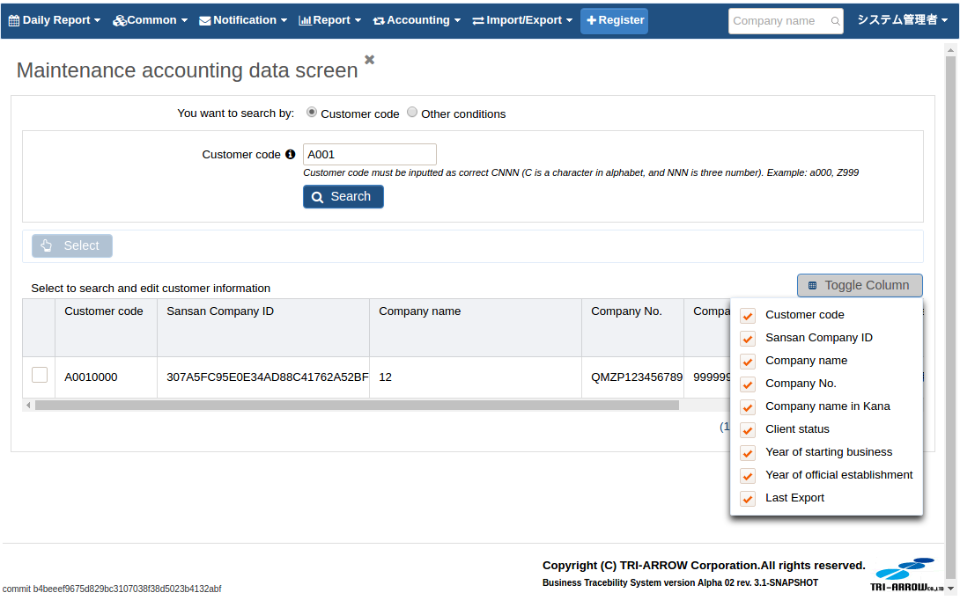 Daily Report Common Notification Report Accounting Import/Export Register Company name システム管理者
Maintenance accounting data screen
You want to search by: Customer code Other conditions
Customer code A001
Customer code must be inputted as correct CNNN (C is a character in alphabet, and NNN is three number). Example: a000, Z999
Search
Select
Toggle Column
Select to search and edit customer information
Customer code Sansan Company ID Company name Company No.
A0010000 307A5FC95E0E34AD88C41762A52BF 12 QMZP123456789
Customer code
Sansan Company ID
Company name
Company No.
Company name in Kana
Client status
Year of starting business
Year of official establishment
Last Export
Copyright (C) TRI-ARROW Corporation.All rights reserved.
Business Tracebility System version Alpha 02 rev. 3.1-SNAPSHOT
TRI-ARROW Co.,Ltd
commit b4beeef9675d829bc3107038f38d5023b4132abf